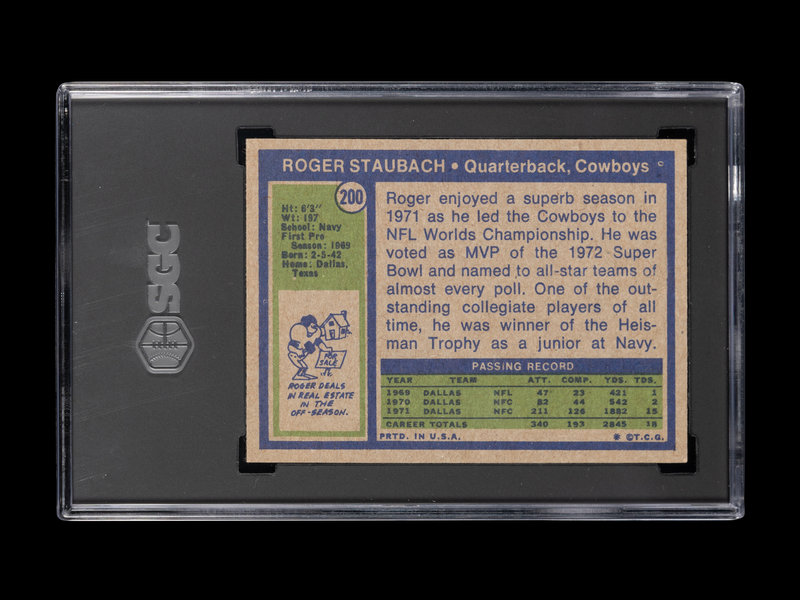 SGC
ROGER STAUBACH • Quarterback, Cowboys
200
Ht: 6'3"
Wt: 197
School: Navy
First Pro
Season: 1969
Born: 2-5-42
Home: Dallas,
Texas
FOR
SALE
ROGER DEALS
IN REAL ESTATE
IN THE
OFF-SEASON.
Roger enjoyed a superb season in
1971 as he led the Cowboys to the
NFL Worlds Championship. He was
voted as MVP of the 1972 Super
Bowl and named to all-star teams of
almost every poll. One of the out-
standing collegiate players of all
time, he was winner of the Heis-
man Trophy as a junior at Navy.
PASSING RECORD
YEAR TEAM ATT. COMP. YDS. TDS.
1969 DALLAS NFL 47 23 421 1
1970 DALLAS NFC 82 44 542 2
1971 DALLAS NFC 211 126 1882 15
CAREER TOTALS 340 193 2845 18
PRTD. IN U.S.A. * ©T.C.G.